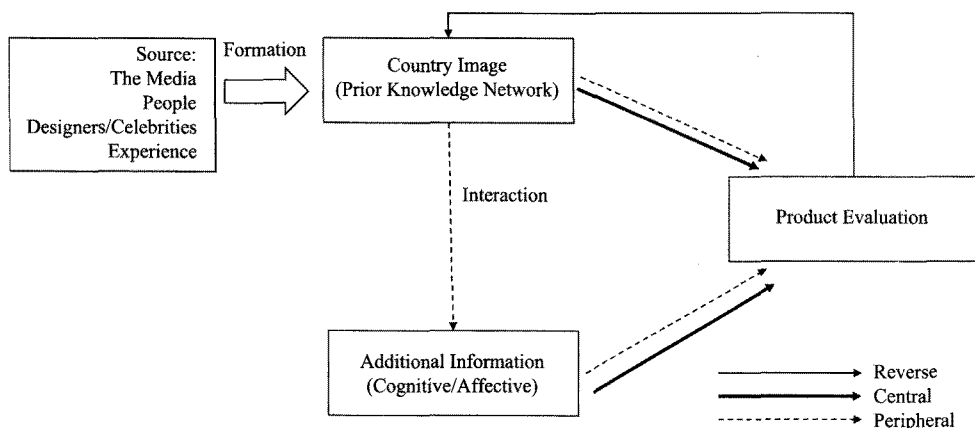 Source:
The Media
People
Designers/Celebrities
Experience
Formation
Country Image
(Prior Knowledge Network)
Interaction
Product Evaluation
Additional Information
(Cognitive/Affective)
Reverse
Central
Peripheral